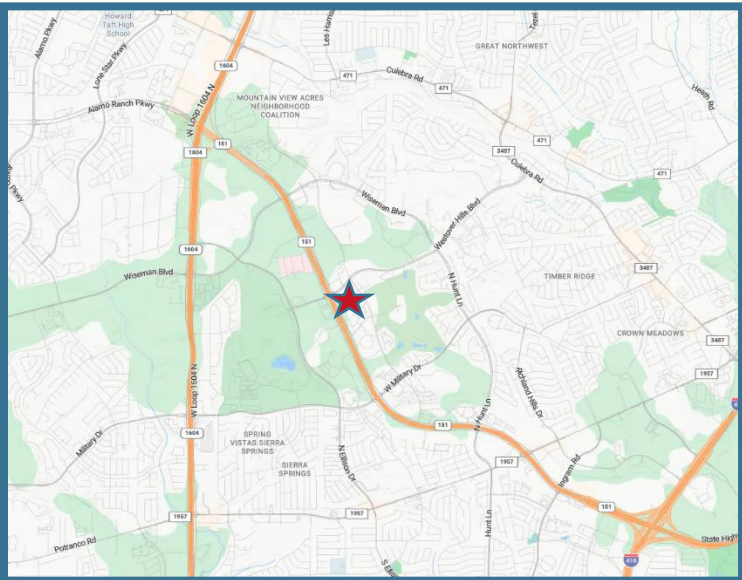 Howard
Taft High
School
Alamo Pkwy
Lone Star Pkwy
Les Harris
GREAT NORTHWEST
1604
Culebra Rd
471
471
Heath Rd
MOUNTAIN VIEW ACRES
NEIGHBORHOOD
COALITION
Alamo Ranch Pkwy
W Loop 1604 N
151
1604
3487
Culebra Rd
471
Wiseman Blvd
Westover Hills Blvd
151
1604
Wiseman Blvd
N Hunt Ln
TIMBER RIDGE
3487
CROWN MEADOWS
3487
1957
W Military Dr
Richland Hills Dr
W Loop 1604 N
N Hunt Ln
151
Military Dr
1604
SPRING
VISTAS SIERRA
SPRINGS
N Ellison Dr
SIERRA
SPRINGS
1957
Ingram Rd
151
1957
1957
Hunt Ln
Potranco Rd
State High
410